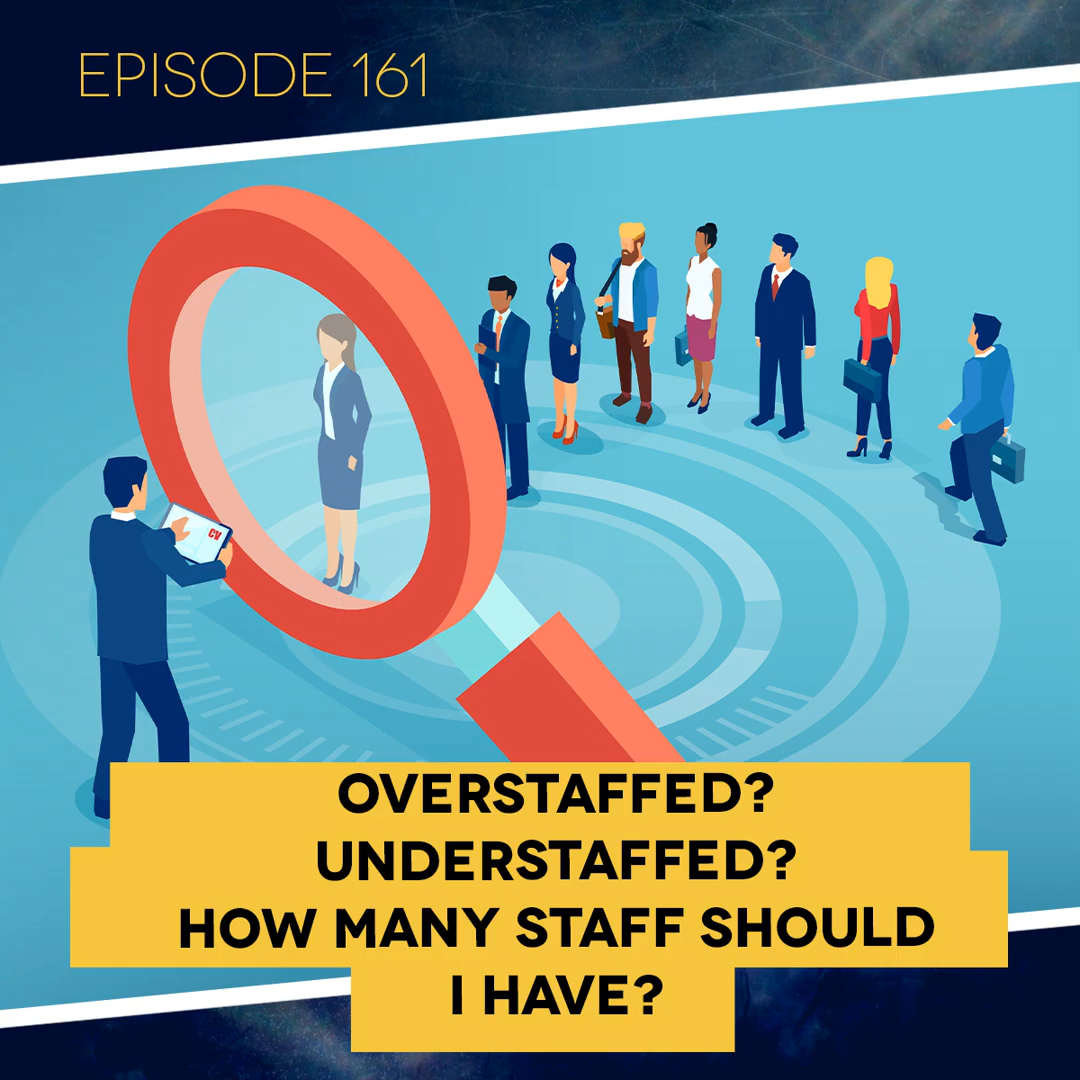 EPISODE 161
CV
OVERSTAFFED?
UNDERSTAFFED?
HOW MANY STAFF SHOULD
I HAVE?